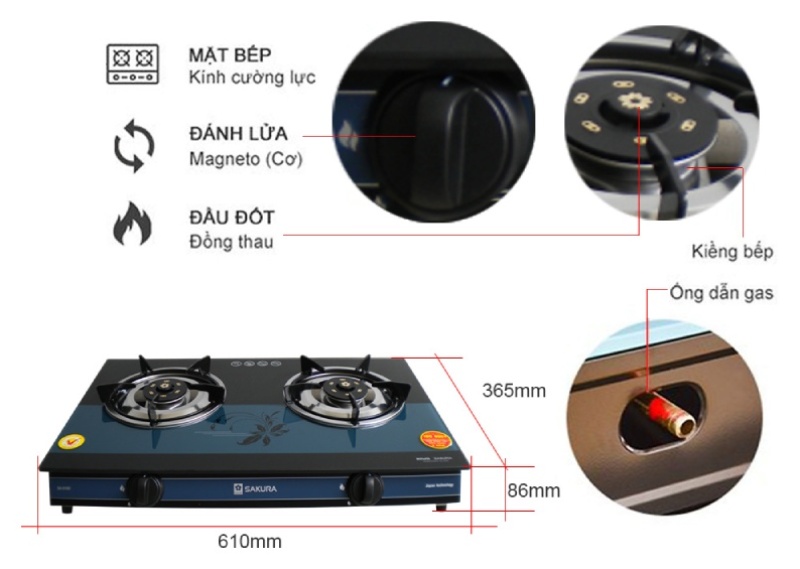 MẶT BẾP
Kính cường lực
ĐÁNH LỬA
Magneto (Cơ)
ĐẦU ĐỐT
Đồng thau
Kiềng bếp
Ống dẫn gas
365mm
86mm
SAKURA
610mm